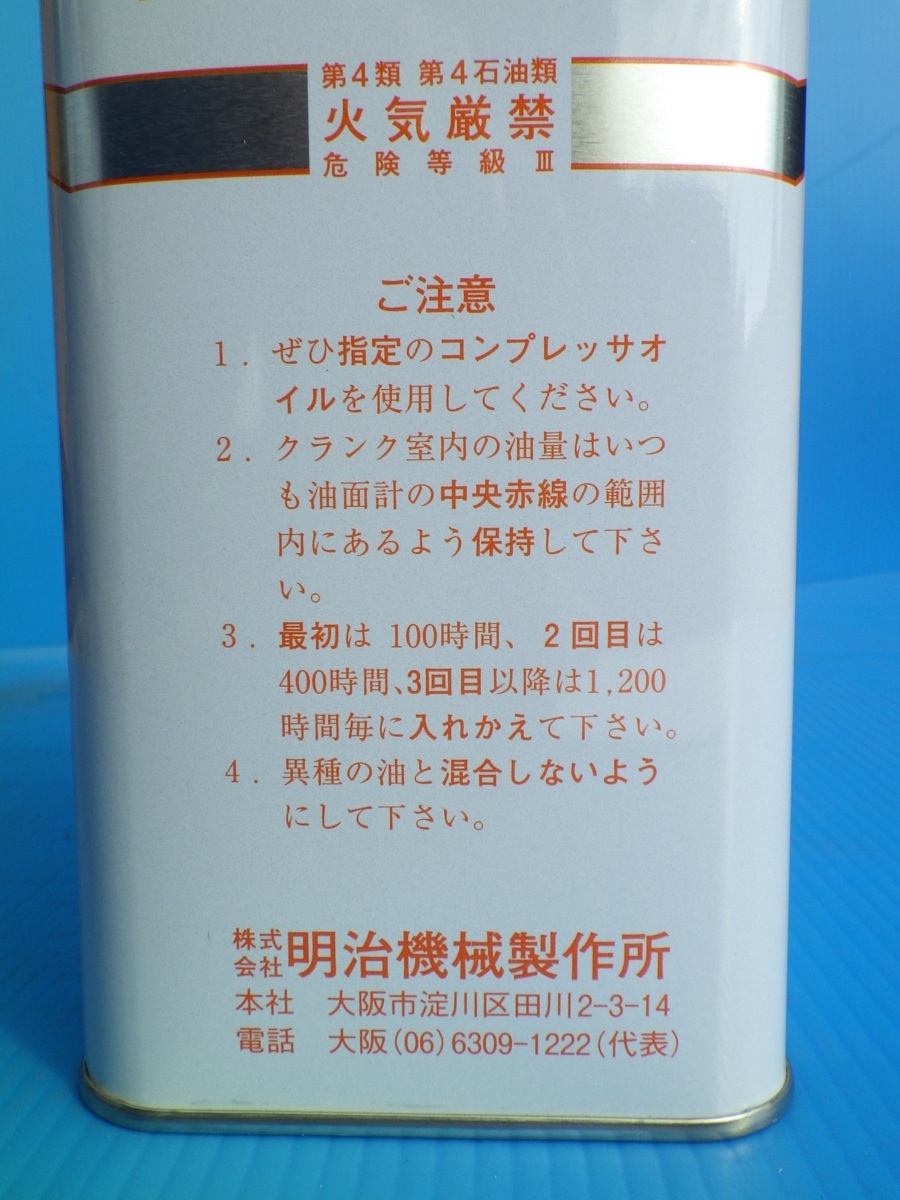 第4類 第4石油類
火気厳禁
危険等級Ⅲ
ご注意
1. ぜひ指定のコンプレッサオ
イルを使用してください。
2. クランク室内の油量はいつ
も油面計の中央赤線の範囲
内にあるよう保持して下さ
い。
3. 最初は 100時間、2回目は
400時間、3回目以降は1,200
時間毎に入れかえて下さい。
4. 異種の油と混合しないよう
にして下さい。
株式会社 明治機械製作所
本社 大阪市淀川区田川2-3-14
電話 大阪(06)6309-1222(代表)